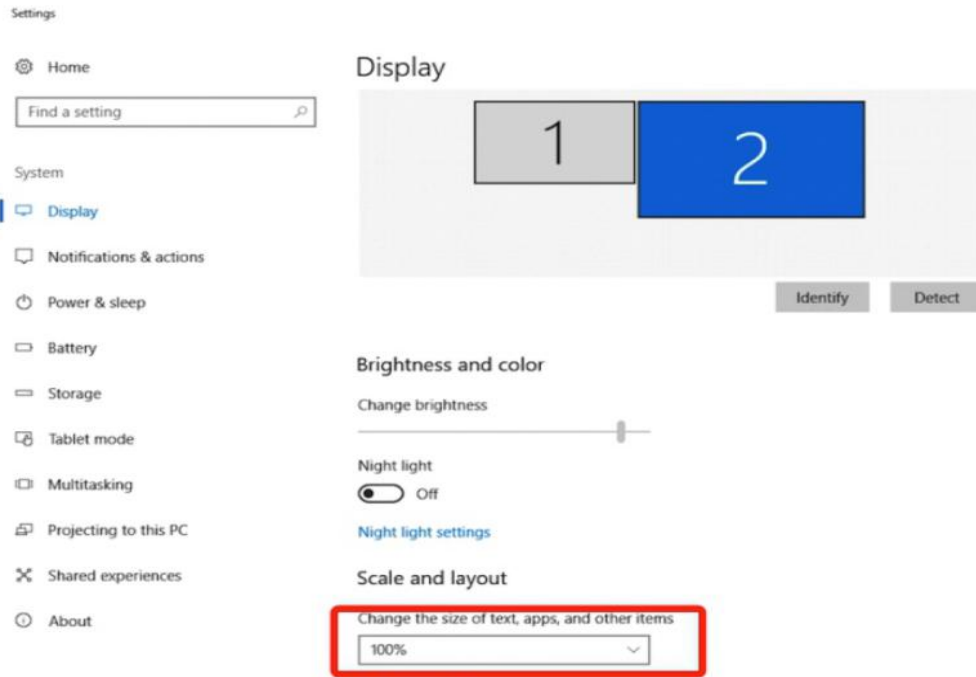 Settings
Home
Find a setting
System
Display
Notifications & actions
Power & sleep
Battery
Storage
Tablet mode
Multitasking
Projecting to this PC
Shared experiences
About
Display
1
2
Identify
Detect
Brightness and color
Change brightness
Night light
Off
Night light settings
Scale and layout
Change the size of text, apps, and other items
100%